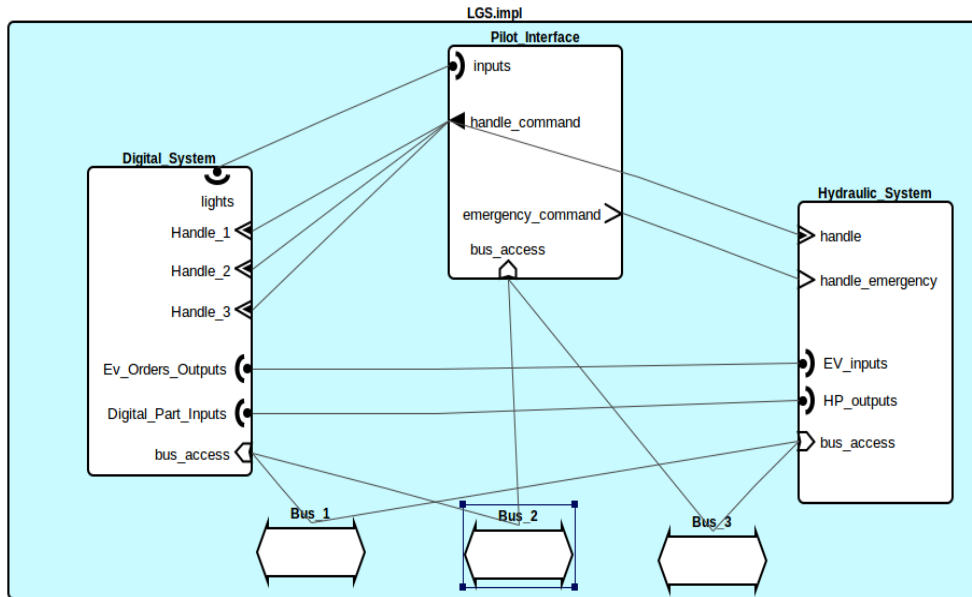 LGS.impl
Pilot_Interface
inputs
handle_command
emergency_command
bus_access
Digital_System
lights
Handle_1
Handle_2
Handle_3
Ev_Orders_Outputs
Digital_Part_Inputs
bus_access
Hydraulic_System
handle
handle_emergency
EV_inputs
HP_outputs
bus_access
Bus_1
Bus_2
Bus_3